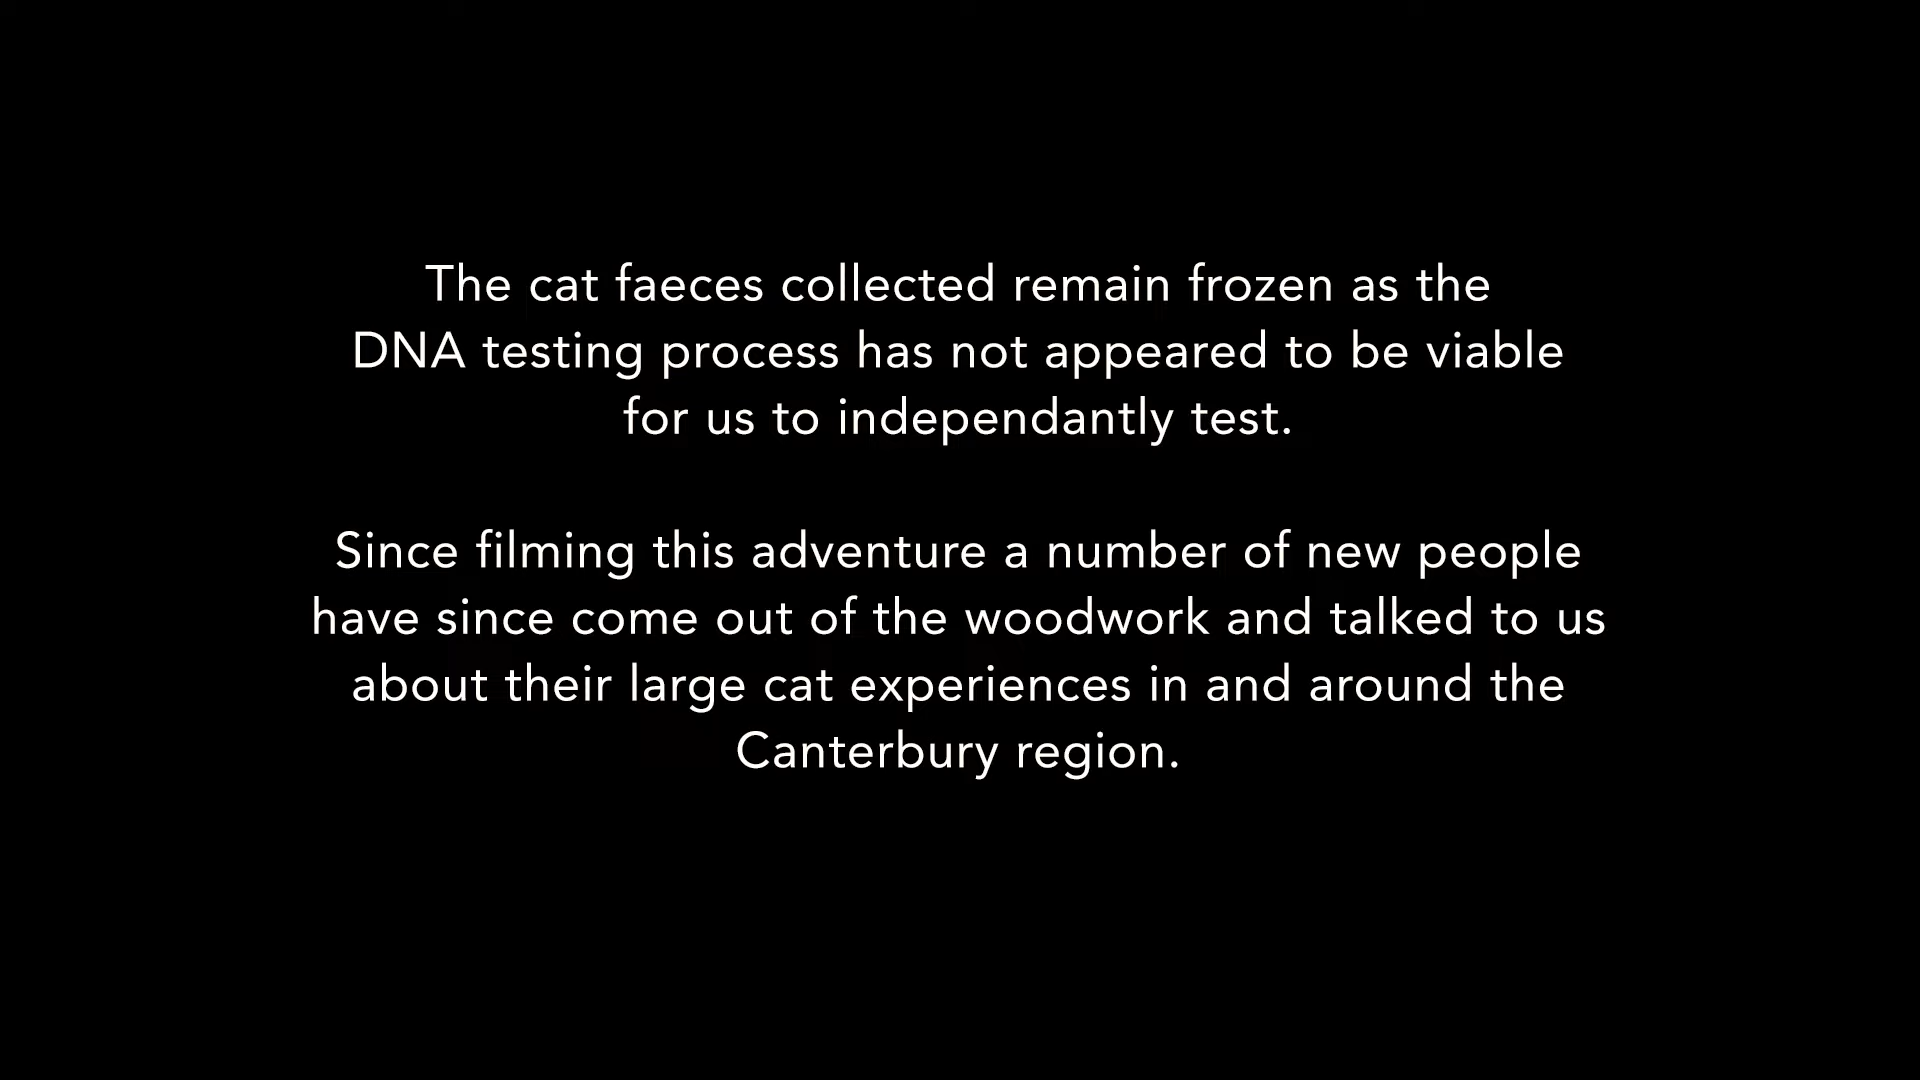 The cat faeces collected remain frozen as the
DNA testing process has not appeared to be viable
for us to independantly test.
Since filming this adventure a number of new people
have since come out of the woodwork and talked to us
about their large cat experiences in and around the
Canterbury region.